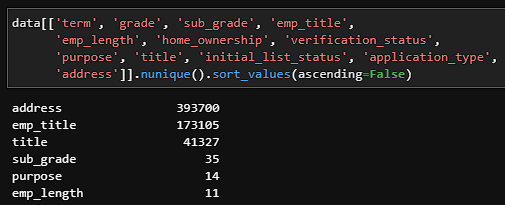 data[['term', 'grade', 'sub_grade', 'emp_title',
'emp_length', 'home_ownership', 'verification_status',
'purpose', 'title', 'initial_list_status', 'application_type',
'address']].nunique().sort_values(ascending=False)
address 393700
emp_title 173105
title 41327
sub_grade 35
purpose 14
emp_length 11